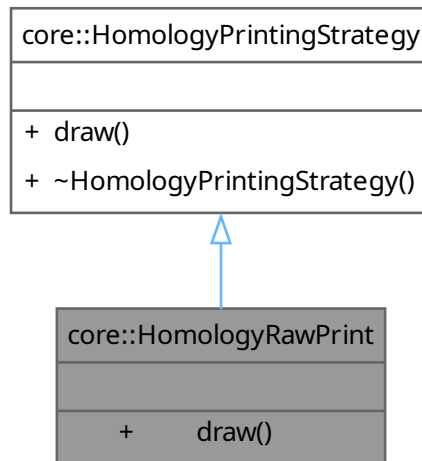 core::HomologyPrintingStrategy
+ draw()
+ ~HomologyPrintingStrategy()
core::HomologyRawPrint
+ draw()